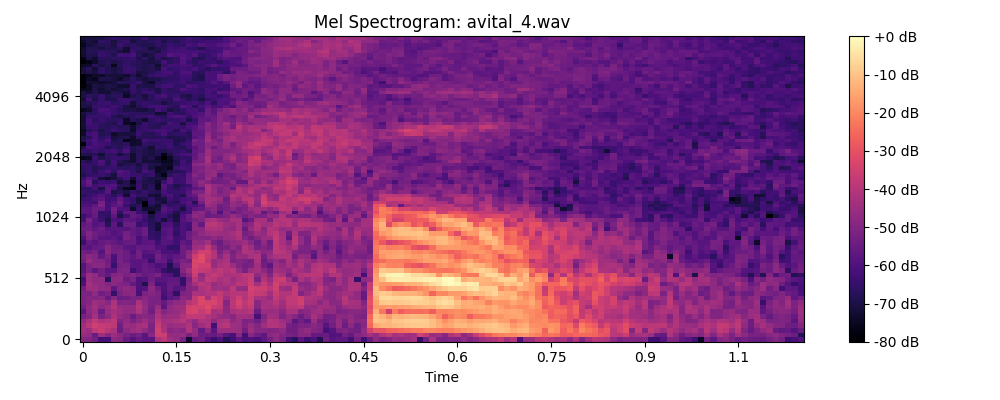 Mel Spectrogram: avital_4.wav
Hz
4096
2048
1024
512
0
0
0.15
0.3
0.45
0.6
0.75
0.9
1.1
Time
+0 dB
-10 dB
-20 dB
-30 dB
-40 dB
-50 dB
-60 dB
-70 dB
-80 dB